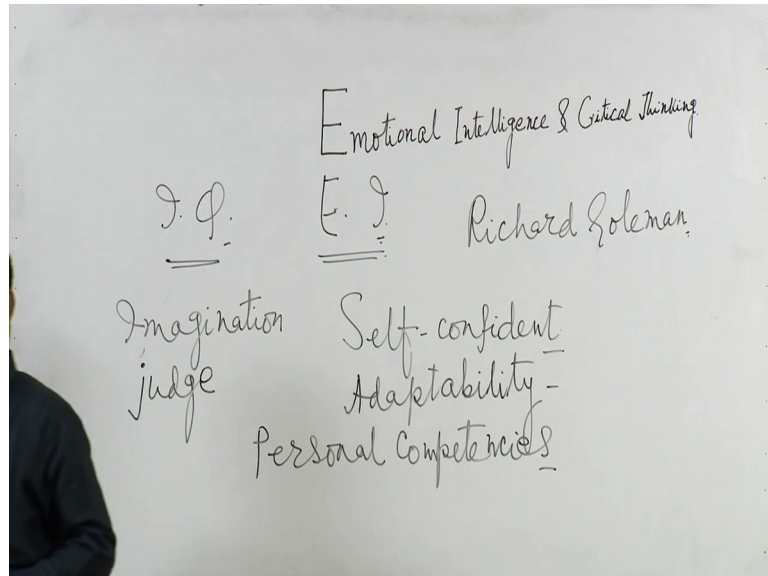 Emotional Intelligence & Critical Thinking
I.Q. E.I. Richard Goleman.
Imagination Self-confident
judge Adaptability -
Personal Competencies